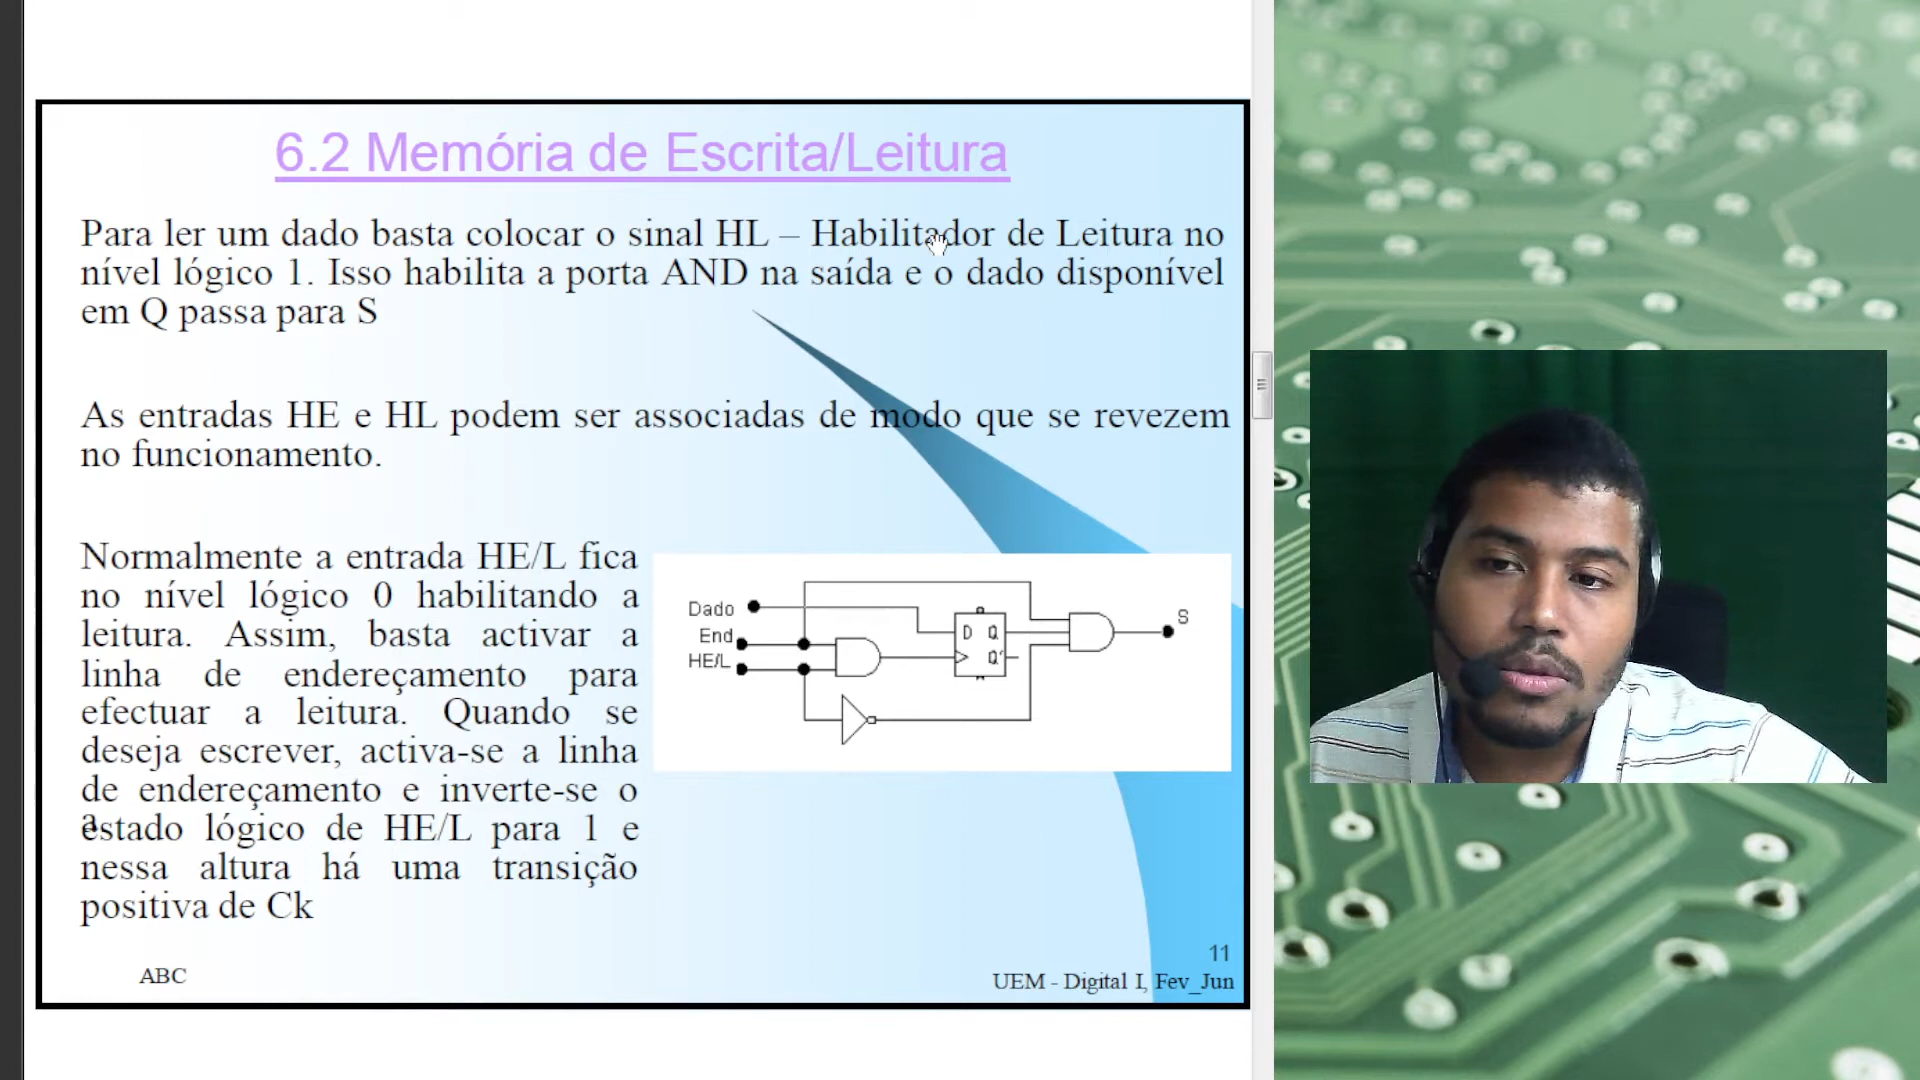 6.2 Memória de Escrita/Leitura
Para ler um dado basta colocar o sinal HL – Habilitador de Leitura no
nível lógico 1. Isso habilita a porta AND na saída e o dado disponível
em Q passa para S
As entradas HE e HL podem ser associadas de modo que se revezem
no funcionamento.
Normalmente a entrada HE/L fica
no nível lógico 0 habilitando a
leitura. Assim, basta activar a
linha de endereçamento para
efectuar a leitura. Quando se
deseja escrever, activa-se a linha
de endereçamento e inverte-se o
a
estado lógico de HE/L para 1 e
nessa altura há uma transição
positiva de Ck
Dado
End
HE/L
D Q
Q'
S
11
ABC
UEM - Digital I, Fev_Jun